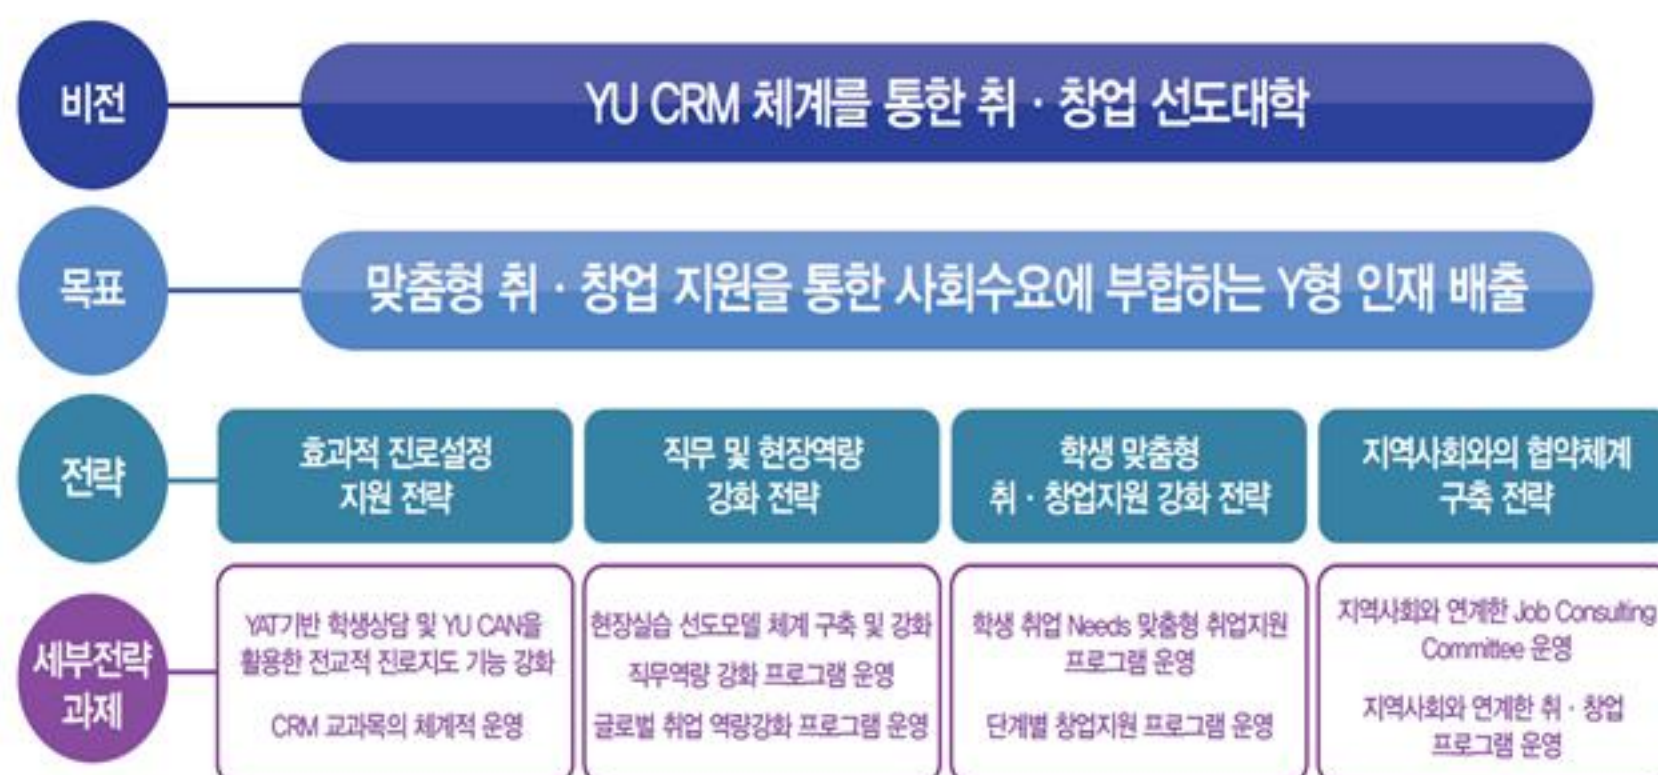 비전
YU CRM 체계를 통한 취 · 창업 선도대학
목표
맞춤형 취 · 창업 지원을 통한 사회수요에 부합하는 Y형 인재 배출
전략
효과적 진로설정
지원 전략
직무 및 현장역량
강화 전략
학생 맞춤형
취 · 창업지원 강화 전략
지역사회와의 협약체계
구축 전략
세부전략
과제
YAT기반 학생상담 및 YU CAN을
활용한 전교적 진로지도 기능 강화
CRM 교과목의 체계적 운영
현장실습 선도모델 체계 구축 및 강화
직무역량 강화 프로그램 운영
글로벌 취업 역량강화 프로그램 운영
학생 취업 Needs 맞춤형 취업지원
프로그램 운영
단계별 창업지원 프로그램 운영
지역사회와 연계한 Job Consulting
Committee 운영
지역사회와 연계한 취 · 창업
프로그램 운영